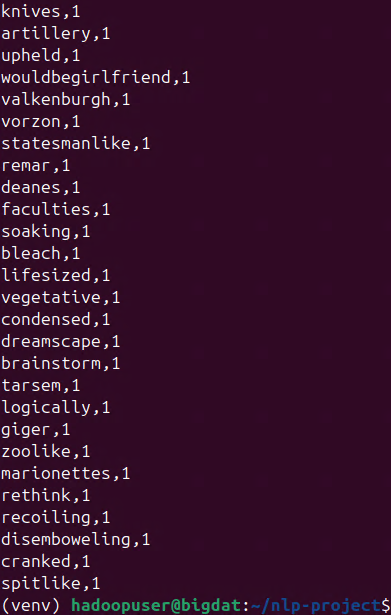 knives,1
artillery,1
upheld,1
wouldbegirlfriend,1
valkenburgh,1
vorzon,1
statesmanlike,1
remar,1
deanes,1
faculties,1
soaking,1
bleach,1
lifesized,1
vegetative,1
condensed,1
dreamscape,1
brainstorm,1
tarsem,1
logically,1
giger,1
zoolike,1
marionettes,1
rethink,1
recoiling,1
disemboweling,1
cranked,1
spitlike,1
(venv) hadoopuser@bigdat:~/nlp-project$